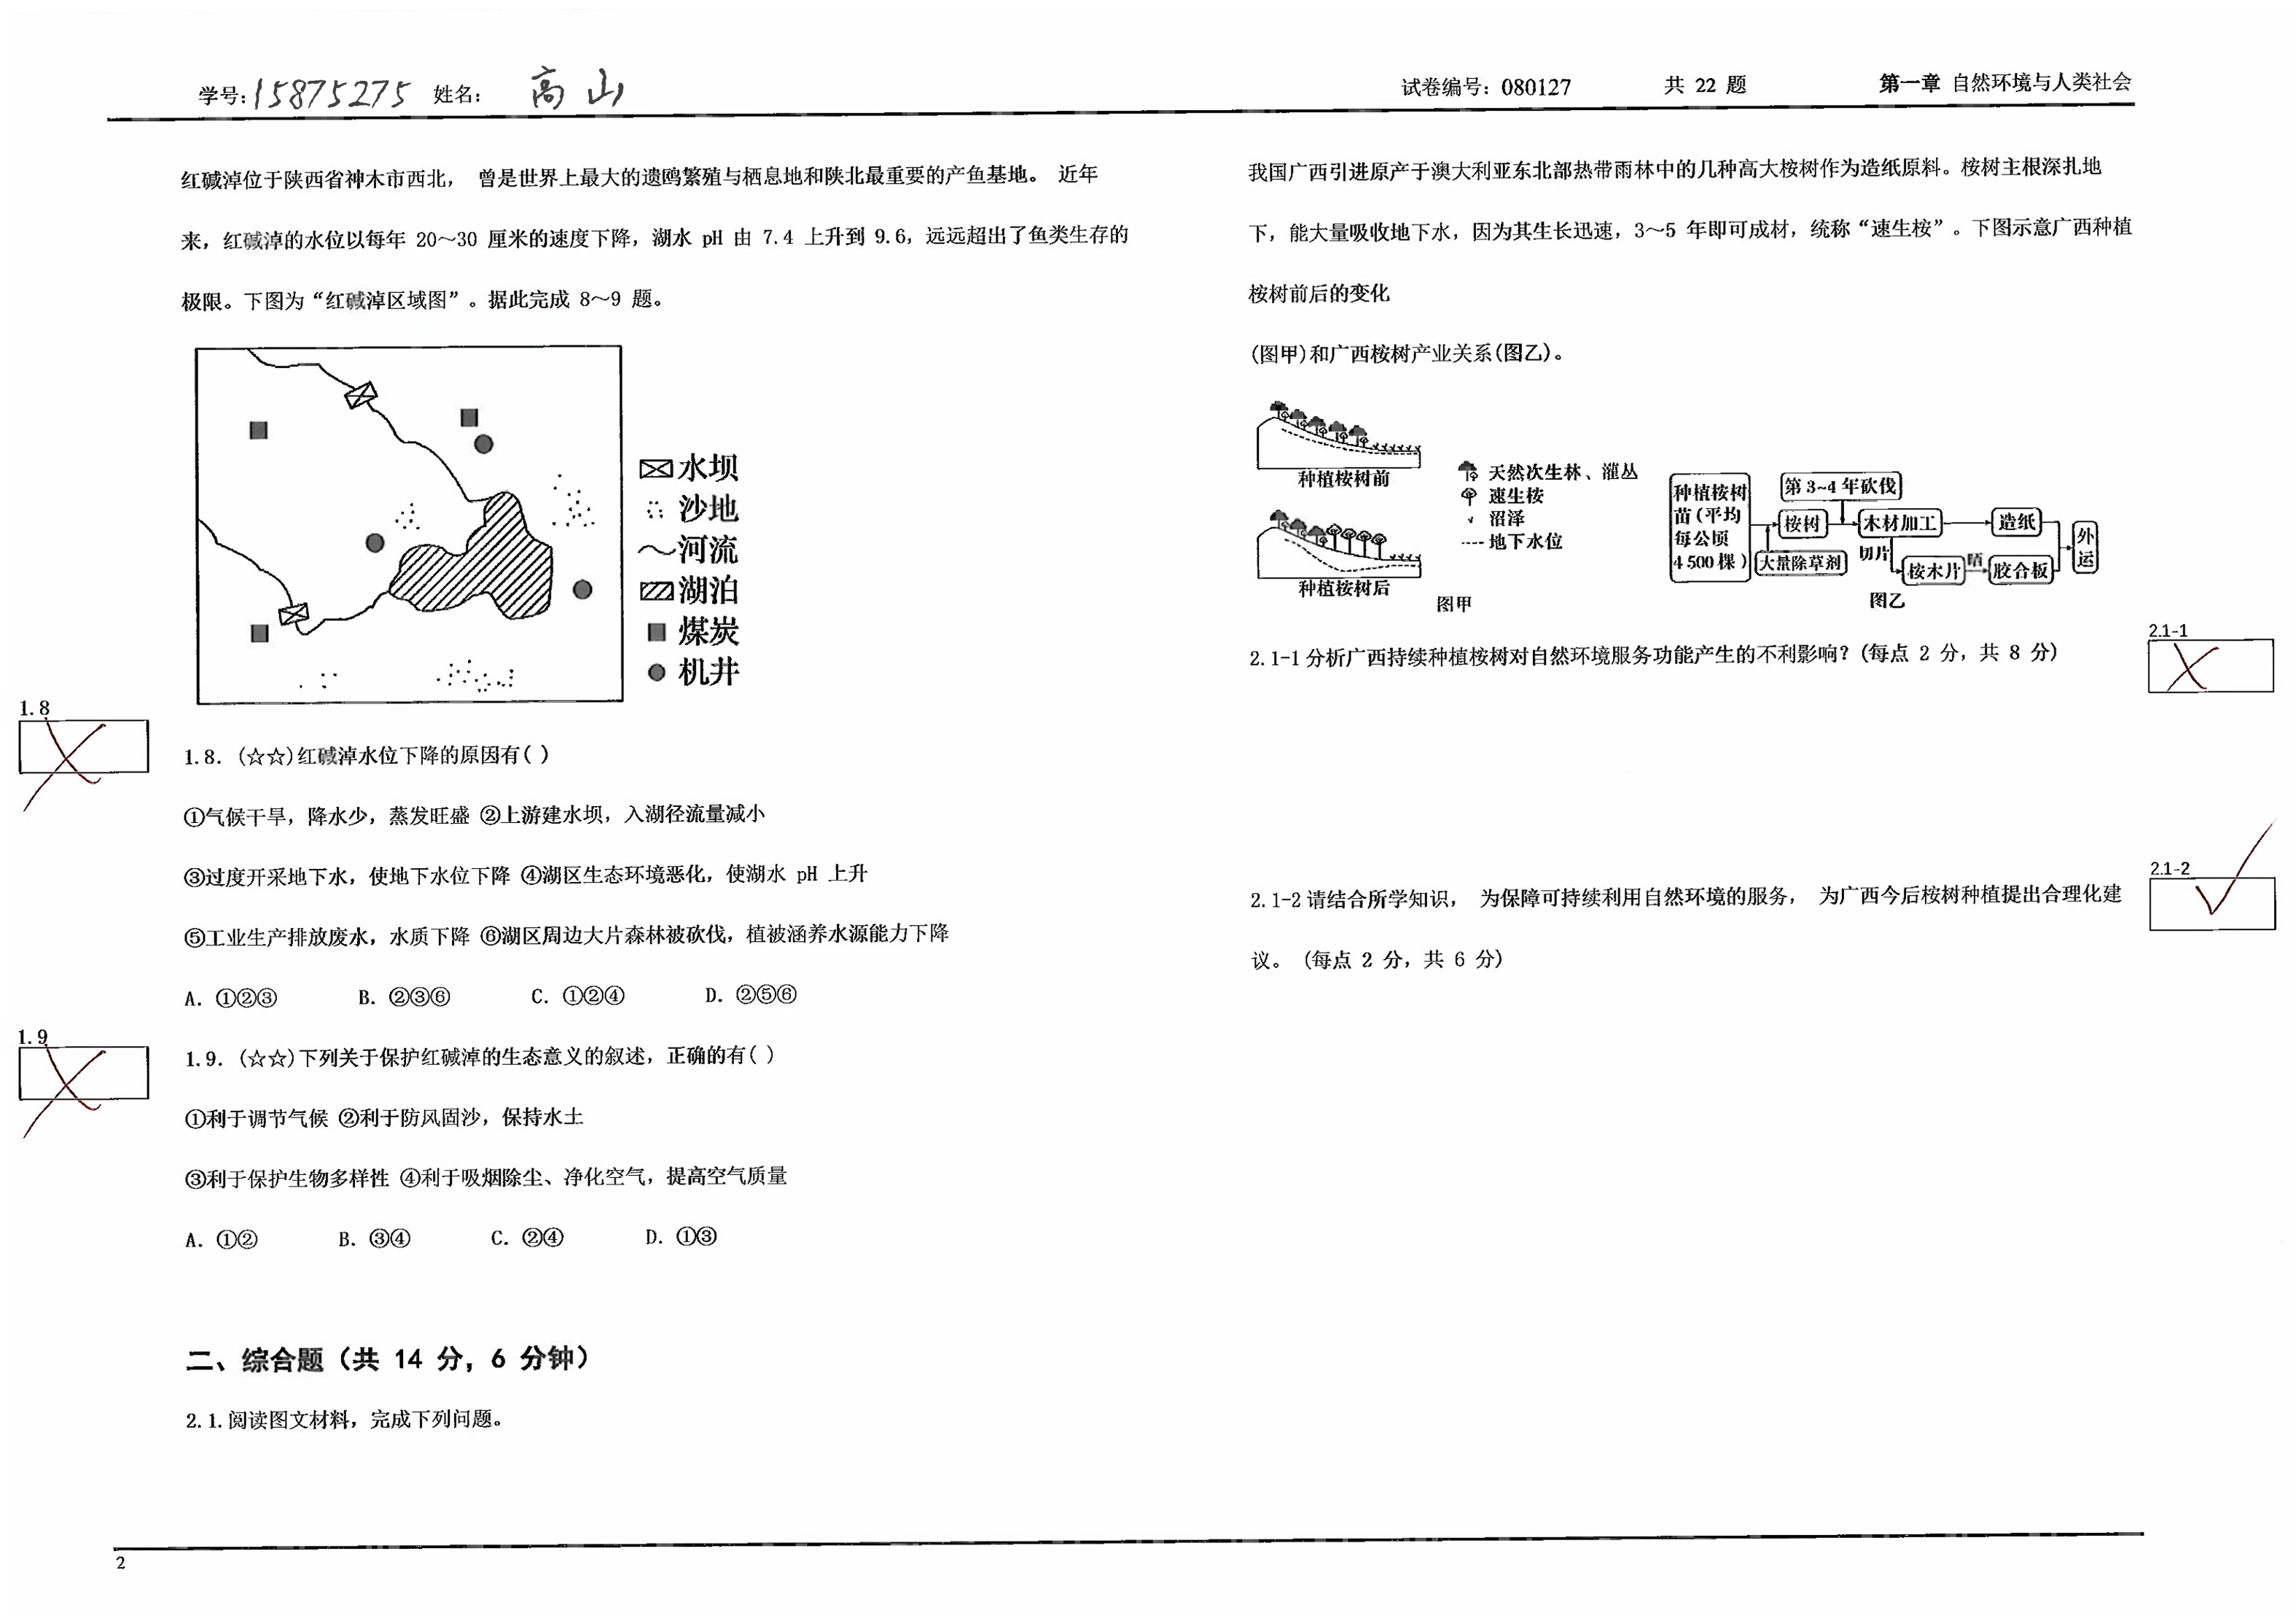 学号:15875275 姓名: 高山
试卷编号: 080127 共 22 题 第一章 自然环境与人类社会
红碱淖位于陕西省神木市西北, 曾是世界上最大的遗鸥繁殖与栖息地和陕北最重要的产鱼基地。 近年
来, 红碱淖的水位以每年 20～30 厘米的速度下降, 湖水 pH 由 7.4 上升到 9.6, 远远超出了鱼类生存的
极限。下图为“红碱淖区域图”。据此完成 8～9 题。
水坝
沙地
河流
湖泊
煤炭
机井
1.8
1.8. (☆☆)红碱淖水位下降的原因有( )
①气候干旱, 降水少, 蒸发旺盛 ②上游建水坝, 入湖径流量减小
③过度开采地下水, 使地下水位下降 ④湖区生态环境恶化, 使湖水 pH 上升
⑤工业生产排放废水, 水质下降 ⑥湖区周边大片森林被砍伐, 植被涵养水源能力下降
A. ①②③ B. ②③⑥ C. ①②④ D. ②⑤⑥
1.9
1.9. (☆☆)下列关于保护红碱淖的生态意义的叙述, 正确的有( )
①利于调节气候 ②利于防风固沙, 保持水土
③利于保护生物多样性 ④利于吸烟除尘、净化空气, 提高空气质量
A. ①② B. ③④ C. ②④ D. ①③
二、综合题（共 14 分, 6 分钟）
2.1. 阅读图文材料, 完成下列问题。
我国广西引进原产于澳大利亚东北部热带雨林中的几种高大桉树作为造纸原料。桉树主根深扎地
下, 能大量吸收地下水, 因为其生长迅速, 3～5 年即可成材, 统称“速生桉”。下图示意广西种植
桉树前后的变化
(图甲)和广西桉树产业关系(图乙)。
种植桉树前
种植桉树后
天然次生林、灌丛
速生桉
沼泽
地下水位
图甲
种植桉树
苗(平均
每公顷
4 500棵)
第3~4年砍伐
桉树
大量除草剂
木材加工
切片
造纸
桉木片
晒
胶合板
外
运
图乙
2.1-1分析广西持续种植桉树对自然环境服务功能产生的不利影响? (每点 2 分, 共 8 分)
2.1-1
2.1-2请结合所学知识, 为保障可持续利用自然环境的服务, 为广西今后桉树种植提出合理化建
议。 (每点 2 分, 共 6 分)
2.1-2
2